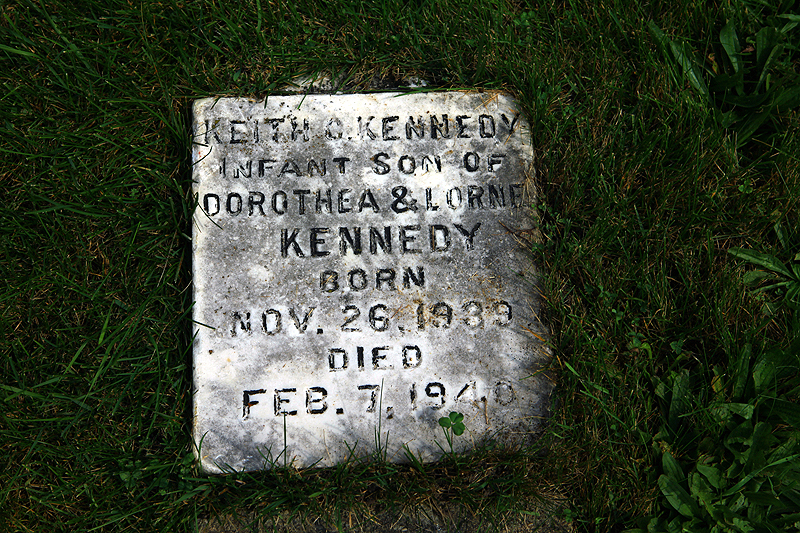 KEITH C. KENNEDY
INFANT SON OF
DOROTHEA & LORNE
KENNEDY
BORN
NOV. 26. 1939
DIED
FEB. 7. 1940